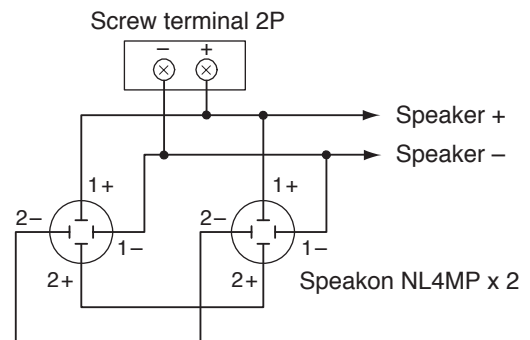 Screw terminal 2P
– +
Speaker +
Speaker –
1+ 1+
2– 2–
1– 1–
2+ 2+
Speakon NL4MP x 2